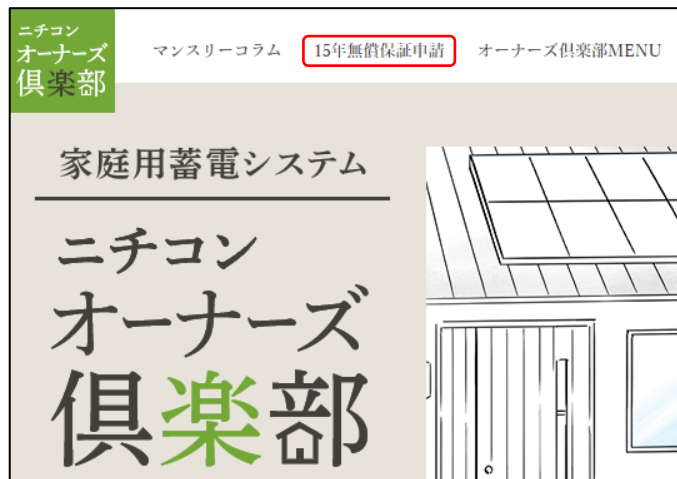 ニチコン
オーナーズ
倶楽部
マンスリーコラム
15年無償保証申請
オーナーズ倶楽部MENU
家庭用蓄電システム
ニチコン
オーナーズ
倶楽部